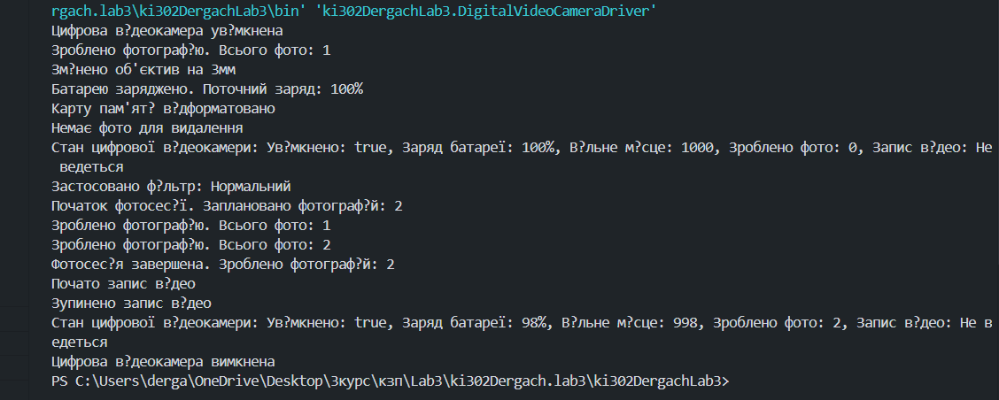 rgach.lab3\ki302DergachLab3\bin' 'ki302DergachLab3.DigitalVideoCameraDriver'
Цифрова в?деокамера ув?мкнена
Зроблено фотограф?ю. Всього фото: 1
Зм?нено об'єктив на 3мм
Батарею заряджено. Поточний заряд: 100%
Карту пам'ят? в?дформатовано
Немає фото для видалення
Стан цифрової в?деокамери: Ув?мкнено: true, Заряд батареї: 100%, В?льне м?сце: 1000, Зроблено фото: 0, Запис в?део: Не
 ведеться
Застосовано ф?льтр: Нормальний
Початок фотосес?ї. Заплановано фотограф?й: 2
Зроблено фотограф?ю. Всього фото: 1
Зроблено фотограф?ю. Всього фото: 2
Фотосес?я завершена. Зроблено фотограф?й: 2
Почато запис в?део
Зупинено запис в?део
Стан цифрової в?деокамери: Ув?мкнено: true, Заряд батареї: 98%, В?льне м?сце: 998, Зроблено фото: 2, Запис в?део: Не в
едеться
Цифрова в?деокамера вимкнена
PS C:\Users\derga\OneDrive\Desktop\3курс\кзп\Lab3\ki302Dergach.lab3\ki302DergachLab3>